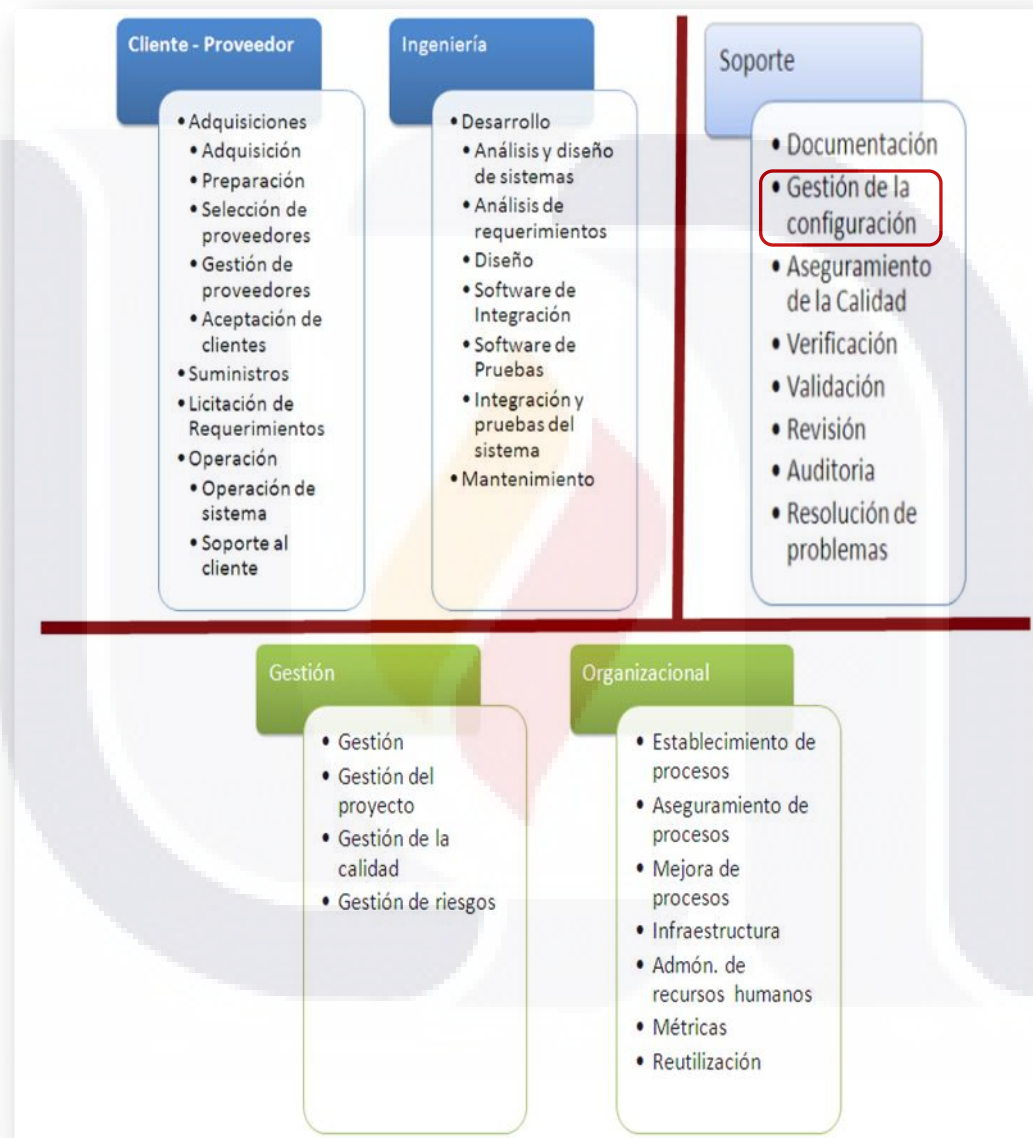 Cliente - Proveedor
• Adquisiciones
• Adquisición
• Preparación
• Selección de
proveedores
• Gestión de
proveedores
• Aceptación de
clientes
• Suministros
• Licitación de
Requerimientos
• Operación
• Operación de
sistema
• Soporte al
cliente
Ingeniería
• Desarrollo
• Análisis y diseño
de sistemas
• Análisis de
requerimientos
• Diseño
• Software de
Integración
• Software de
Pruebas
• Integración y
pruebas del
sistema
• Mantenimiento
Soporte
• Documentación
• Gestión de la
configuración
• Aseguramiento
de la Calidad
• Verificación
• Validación
• Revisión
• Auditoria
• Resolución de
problemas
Gestión
• Gestión
• Gestión del
proyecto
• Gestión de la
calidad
• Gestión de riesgos
Organizacional
• Establecimiento de
procesos
• Aseguramiento de
procesos
• Mejora de
procesos
• Infraestructura
• Admón. de
recursos humanos
• Métricas
• Reutilización